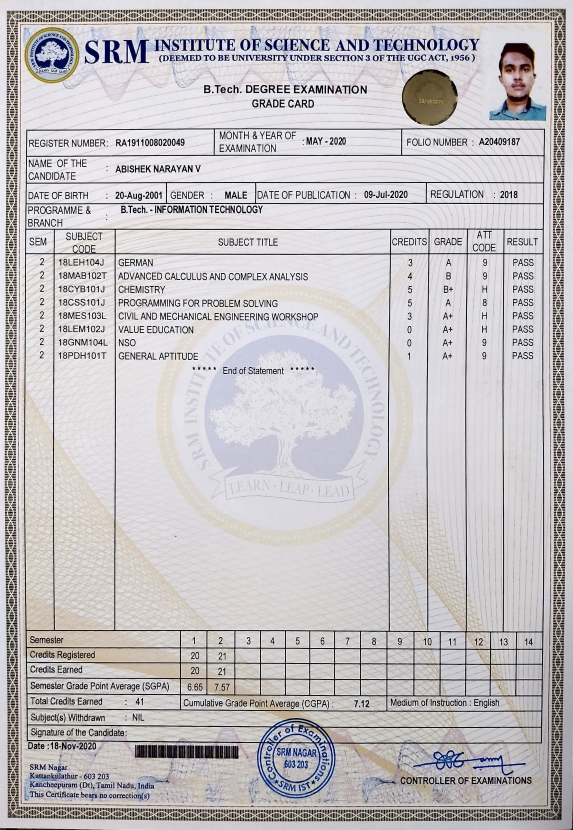 SRM INSTITUTE OF SCIENCE AND TECHNOLOGY
(DEEMED TO BE UNIVERSITY UNDER SECTION 3 OF THE UGC ACT, 1956 )
B.Tech. DEGREE EXAMINATION
GRADE CARD
REGISTER NUMBER: RA1911008020049 MONTH & YEAR OF EXAMINATION : MAY - 2020 FOLIO NUMBER : A20409187
NAME OF THE CANDIDATE : ABISHEK NARAYAN V
DATE OF BIRTH : 20-Aug-2001 GENDER : MALE DATE OF PUBLICATION : 09-Jul-2020 REGULATION : 2018
PROGRAMME & BRANCH : B.Tech. - INFORMATION TECHNOLOGY
SEM SUBJECT CODE SUBJECT TITLE CREDITS GRADE ATT CODE RESULT
2 18LEH104J GERMAN 3 A 9 PASS
2 18MAB102T ADVANCED CALCULUS AND COMPLEX ANALYSIS 4 B 9 PASS
2 18CYB101J CHEMISTRY 5 B+ H PASS
2 18CSS101J PROGRAMMING FOR PROBLEM SOLVING 5 A 8 PASS
2 18MES103L CIVIL AND MECHANICAL ENGINEERING WORKSHOP 3 A+ H PASS
2 18LEM102J VALUE EDUCATION 0 A+ H PASS
2 18GNM104L NSO 0 A+ 9 PASS
2 18PDH101T GENERAL APTITUDE 1 A+ 9 PASS
***** End of Statement *****
SRM INSTITUTE OF SCIENCE & TECHNOLOGY
LEARN · LEAP · LEAD
Semester 1 2 3 4 5 6 7 8 9 10 11 12 13 14
Credits Registered 20 21
Credits Earned 20 21
Semester Grade Point Average (SGPA) 6.65 7.57
Total Credits Earned : 41 Cumulative Grade Point Average (CGPA) : 7.12 Medium of Instruction : English
Subject(s) Withdrawn : NIL
Signature of the Candidate:
Date :18-Nov-2020
Controller of Examinations
SRM NAGAR
603 203
SRM IST
SRM Nagar
Kattankulathur - 603 203
Kancheepuram (Dt), Tamil Nadu, India
This Certificate bears no correction(s)
CONTROLLER OF EXAMINATIONS